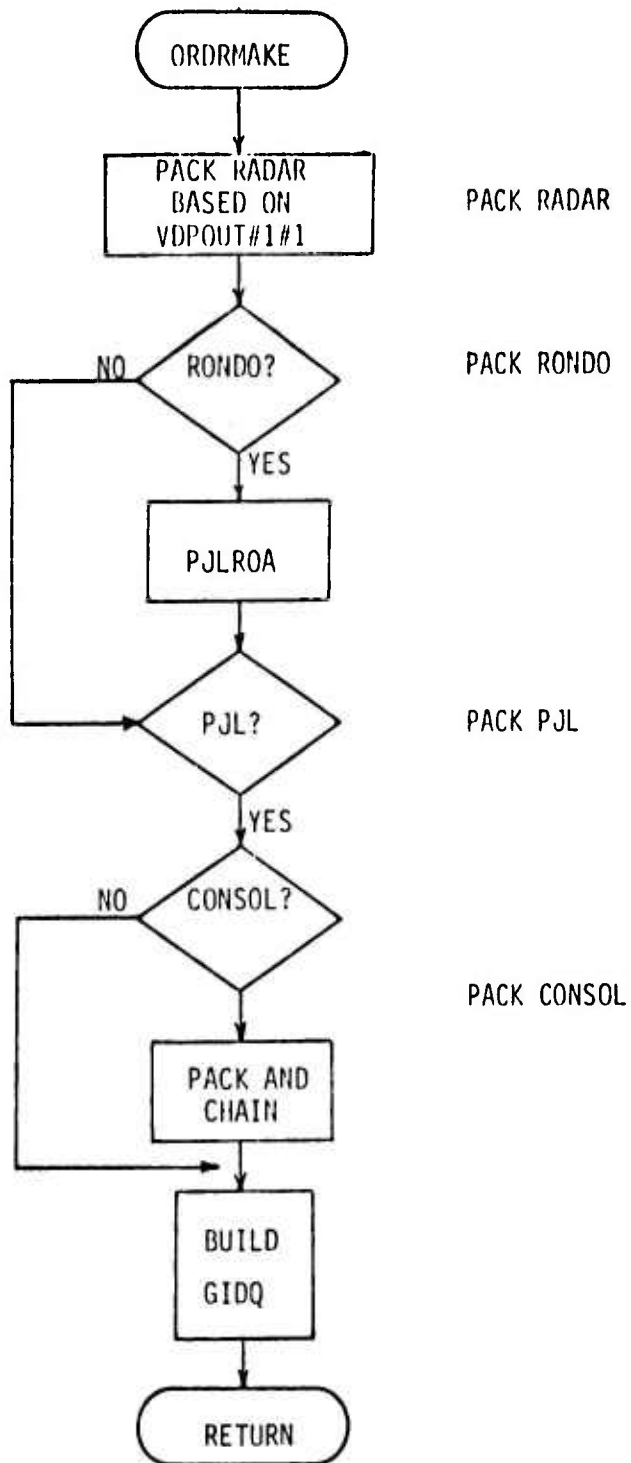 ORDRMAKE
PACK RADAR
BASED ON
VDPOUT#1#1
PACK RADAR
NO
RONDO?
PACK RONDO
YES
PJLROA
PJL?
PACK PJL
YES
NO
CONSOL?
PACK CONSOL
PACK AND
CHAIN
BUILD
GIDQ
RETURN